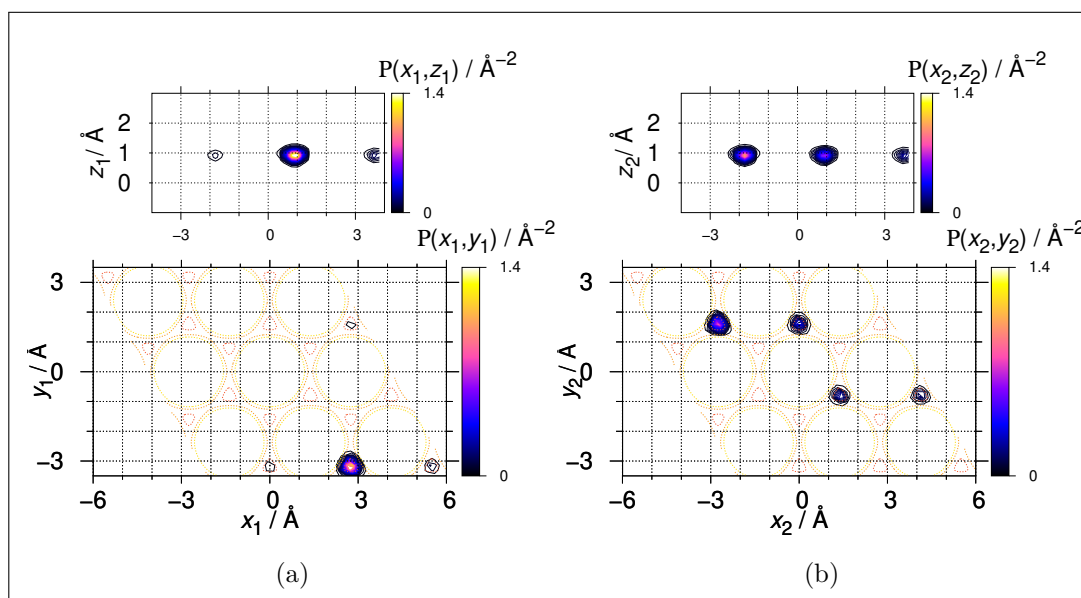 P(x₁,z₁) / Å⁻²
1.4
0
z₁/ Å
2
1
0
−3 0 3
P(x₁,y₁) / Å⁻²
1.4
0
y₁/ Å
3
0
−3
−6 −3 0 3 6
x₁ / Å
(a)
P(x₂,z₂) / Å⁻²
1.4
0
z₂/ Å
2
1
0
−3 0 3
P(x₂,y₂) / Å⁻²
1.4
0
y₂/ Å
3
0
−3
−6 −3 0 3 6
x₂ / Å
(b)